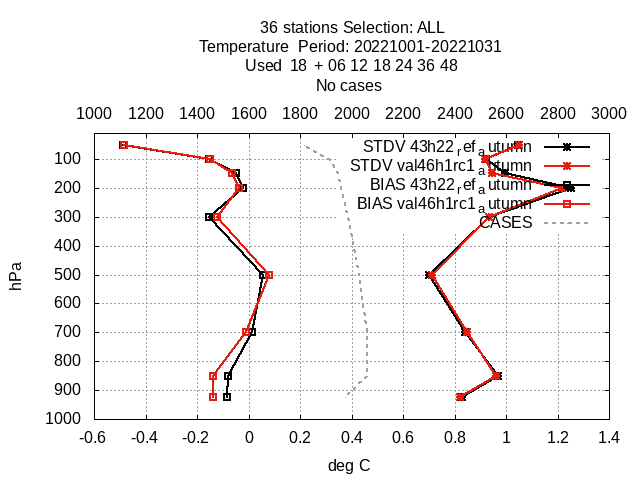 36 stations Selection: ALL
Temperature Period: 20221001-20221031
Used 18 + 06 12 18 24 36 48
No cases
1000 1200 1400 1600 1800 2000 2200 2400 2600 2800 3000
STDV 43h22ref_autumn
STDV val46h1rc1_autumn
BIAS 43h22ref_autumn
BIAS val46h1rc1_autumn
CASES
hPa
100
200
300
400
500
600
700
800
900
1000
-0.6 -0.4 -0.2 0 0.2 0.4 0.6 0.8 1 1.2 1.4
deg C